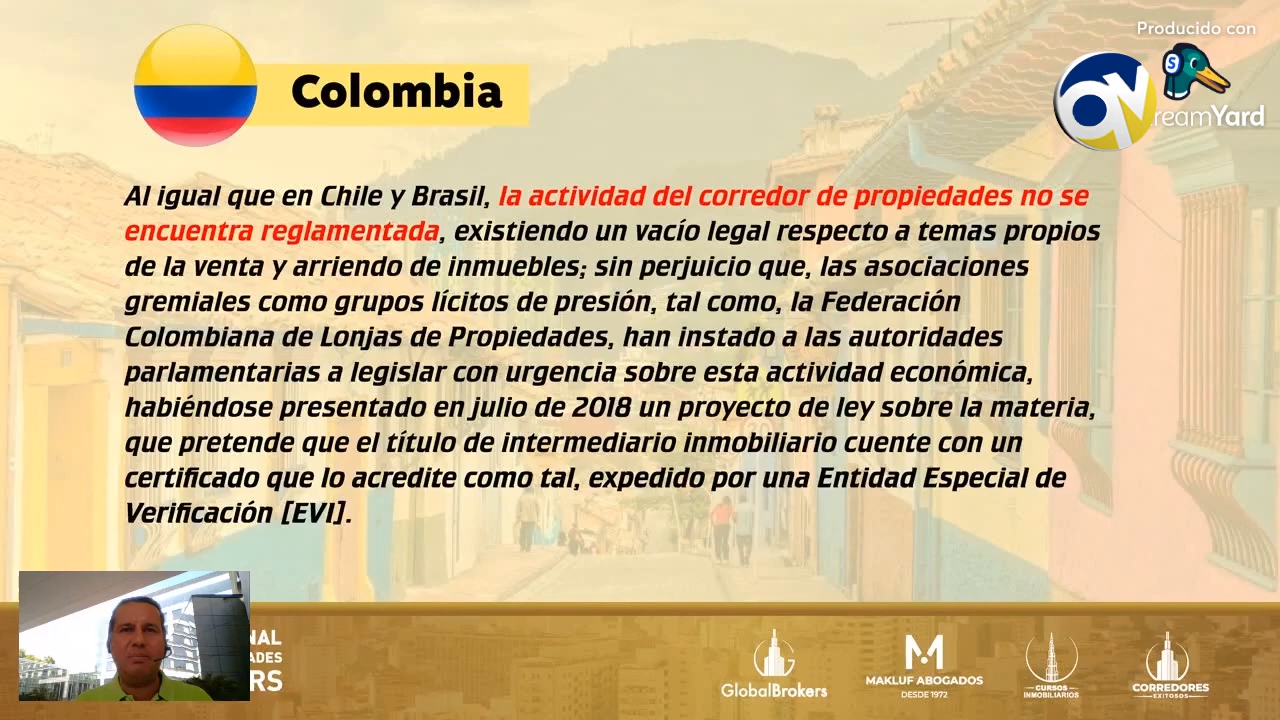 Producido con
S
Colombia
reamYard
Al igual que en Chile y Brasil, la actividad del corredor de propiedades no se
encuentra reglamentada, existiendo un vacío legal respecto a temas propios
de la venta y arriendo de inmuebles; sin perjuicio que, las asociaciones
gremiales como grupos lícitos de presión, tal como, la Federación
Colombiana de Lonjas de Propiedades, han instado a las autoridades
parlamentarias a legislar con urgencia sobre esta actividad económica,
habiéndose presentado en julio de 2018 un proyecto de ley sobre la materia,
que pretende que el título de intermediario inmobiliario cuente con un
certificado que lo acredite como tal, expedido por una Entidad Especial de
Verificación [EVI].
NAL
ADES
RS
GlobalBrokers
MAKLUF ABOGADOS
DESDE 1972
CURSOS
INMOBILIARIOS
CORREDORES
EXITOSOS